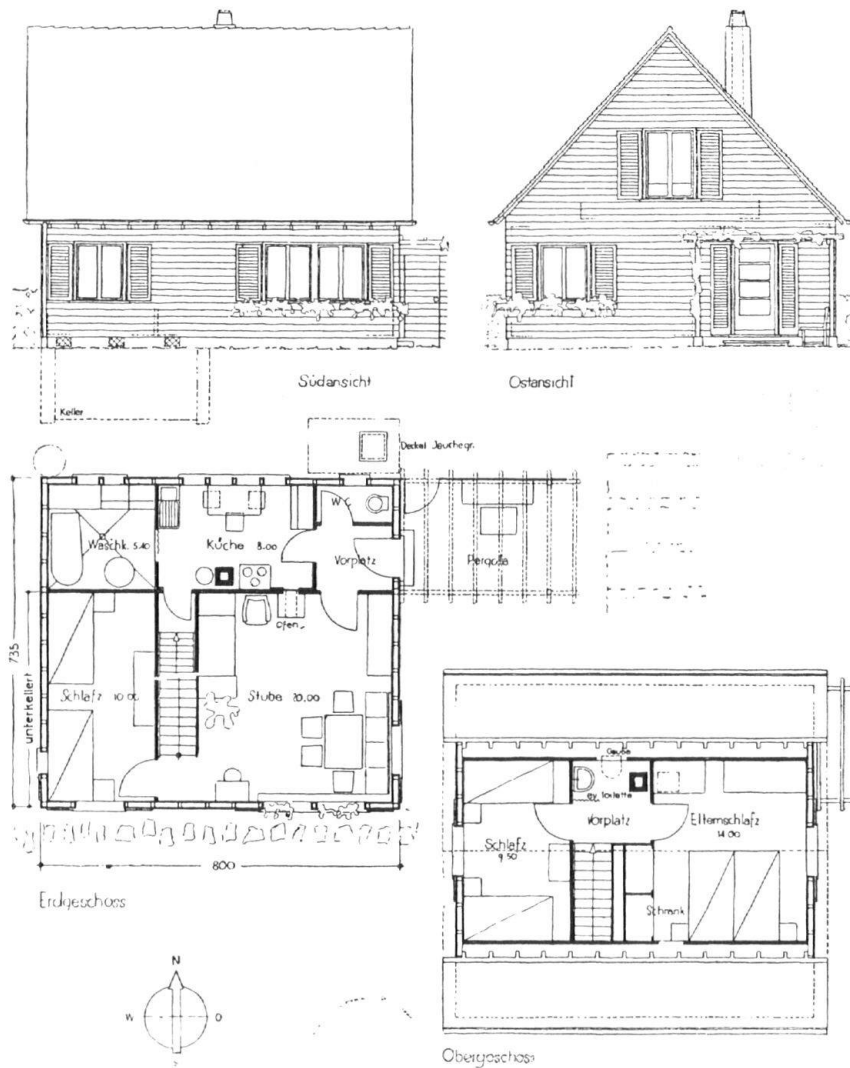 Südansicht
Ostansicht
Keller
Deckel Jauchegr.
W.C.
Waschk. 5.40
Küche 8.00
Vorplatz
Pergola
Ofen
735
unterkellert
Schlafz 10.00
Stube 20,00
800
Erdgeschoss
ev. Toilette
Vorplatz
Elternschlafz
14.00
Schlafz
9.50
Schrank
N
W
O
Obergeschoss